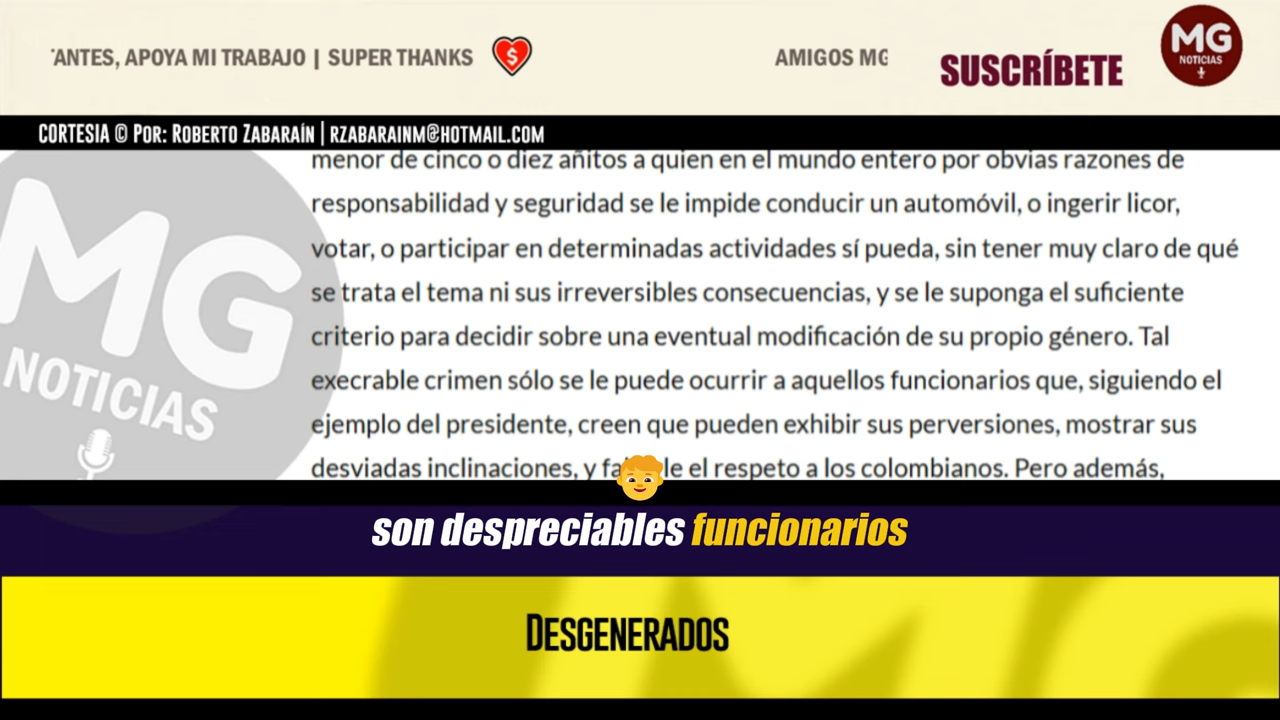 ANTES, APOYA MI TRABAJO | SUPER THANKS
$
AMIGOS MG
SUSCRÍBETE
MG
NOTICIAS
CORTESIA © Por: Roberto Zabaraín | rzabarainm@hotmail.com
menor de cinco o diez añitos a quien en el mundo entero por obvias razones de
responsabilidad y seguridad se le impide conducir un automóvil, o ingerir licor,
votar, o participar en determinadas actividades sí pueda, sin tener muy claro de qué
se trata el tema ni sus irreversibles consecuencias, y se le suponga el suficiente
criterio para decidir sobre una eventual modificación de su propio género. Tal
execrable crimen sólo se le puede ocurrir a aquellos funcionarios que, siguiendo el
ejemplo del presidente, creen que pueden exhibir sus perversiones, mostrar sus
desviadas inclinaciones, y le el respeto a los colombianos. Pero además,
MG
NOTICIAS
son despreciables funcionarios
Desgenerados